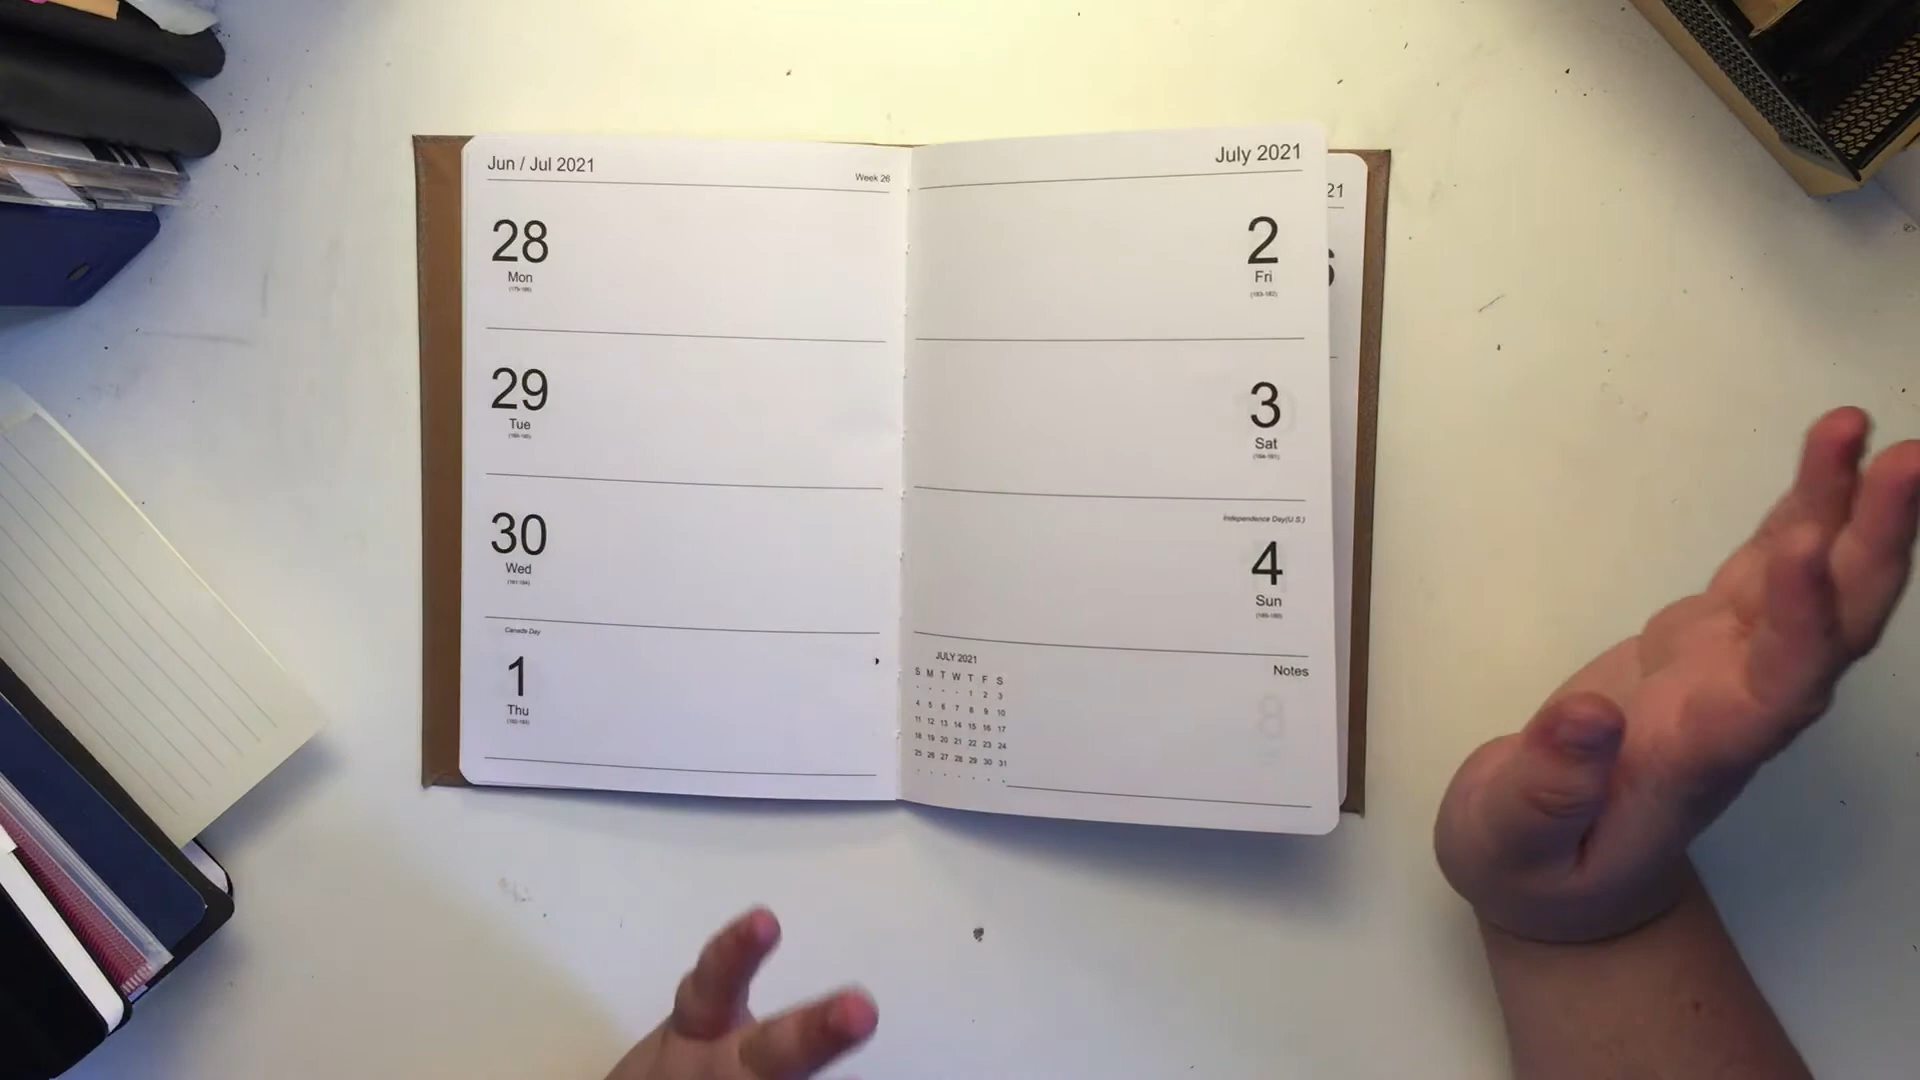 Jun / Jul 2021
Week 26
28
Mon
29
Tue
30
Wed
Canada Day
1
Thu
July 2021
2
Fri
3
Sat
Independence Day(U.S.)
4
Sun
Notes
JULY 2021
S M T W T F S
- - - - 1 2 3
4 5 6 7 8 9 10
11 12 13 14 15 16 17
18 19 20 21 22 23 24
25 26 27 28 29 30 31
- - - - - - -
21